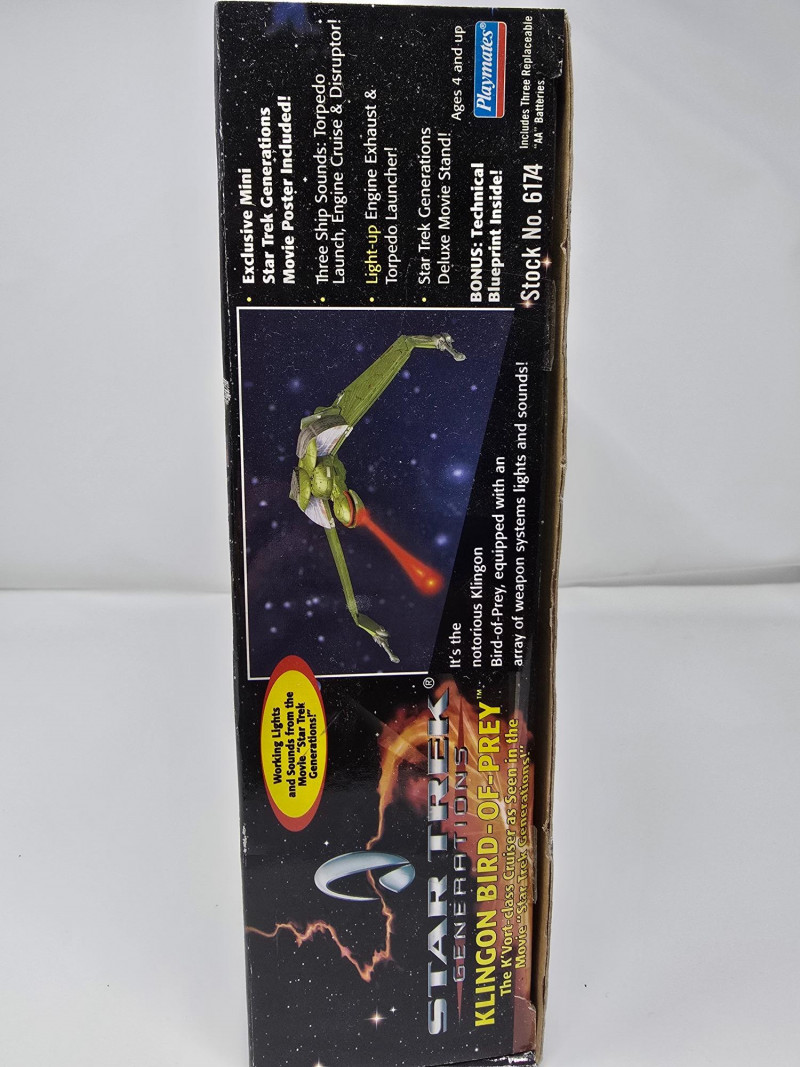 Working Lights
and Sounds from the
Movie "Star Trek
Generations!"
STAR TREK®
GENERATIONS
KLINGON BIRD-OF-PREY™
The K'Vort-class Cruiser as Seen in the
Movie "Star Trek Generations!"
It's the
notorious Klingon
Bird-of-Prey, equipped with an
array of weapon systems lights and sounds!
• Exclusive Mini
Star Trek Generations
Movie Poster Included!
• Three Ship Sounds: Torpedo
Launch, Engine Cruise & Disruptor!
• Light-up Engine Exhaust &
Torpedo Launcher!
• Star Trek Generations
Deluxe Movie Stand!
BONUS: Technical
Blueprint Inside!
Stock No. 6174
Ages 4 and up
Playmates®
Includes Three Replaceable
"AA" Batteries.